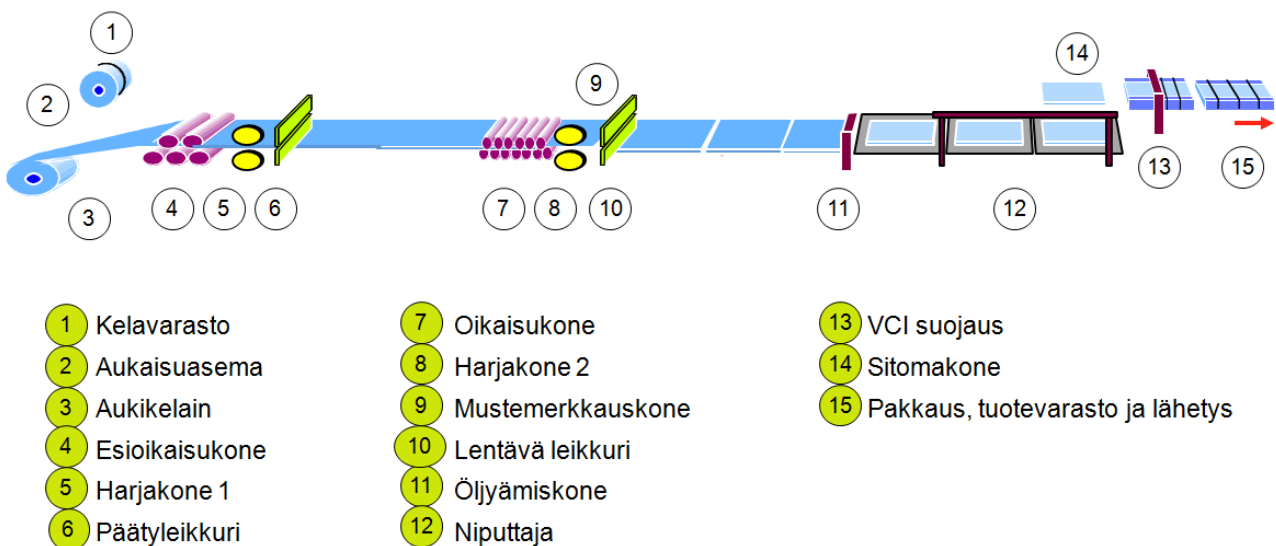 1
2
3
4
5
6
7
8
9
10
11
12
13
14
15
1 Kelavarasto
2 Aukaisuasema
3 Aukikelain
4 Esioikaisukone
5 Harjakone 1
6 Päätyleikkuri
7 Oikaisukone
8 Harjakone 2
9 Mustemerkkauskone
10 Lentävä leikkuri
11 Öljyämiskone
12 Niputtaja
13 VCI suojaus
14 Sitomakone
15 Pakkaus, tuotevarasto ja lähetys